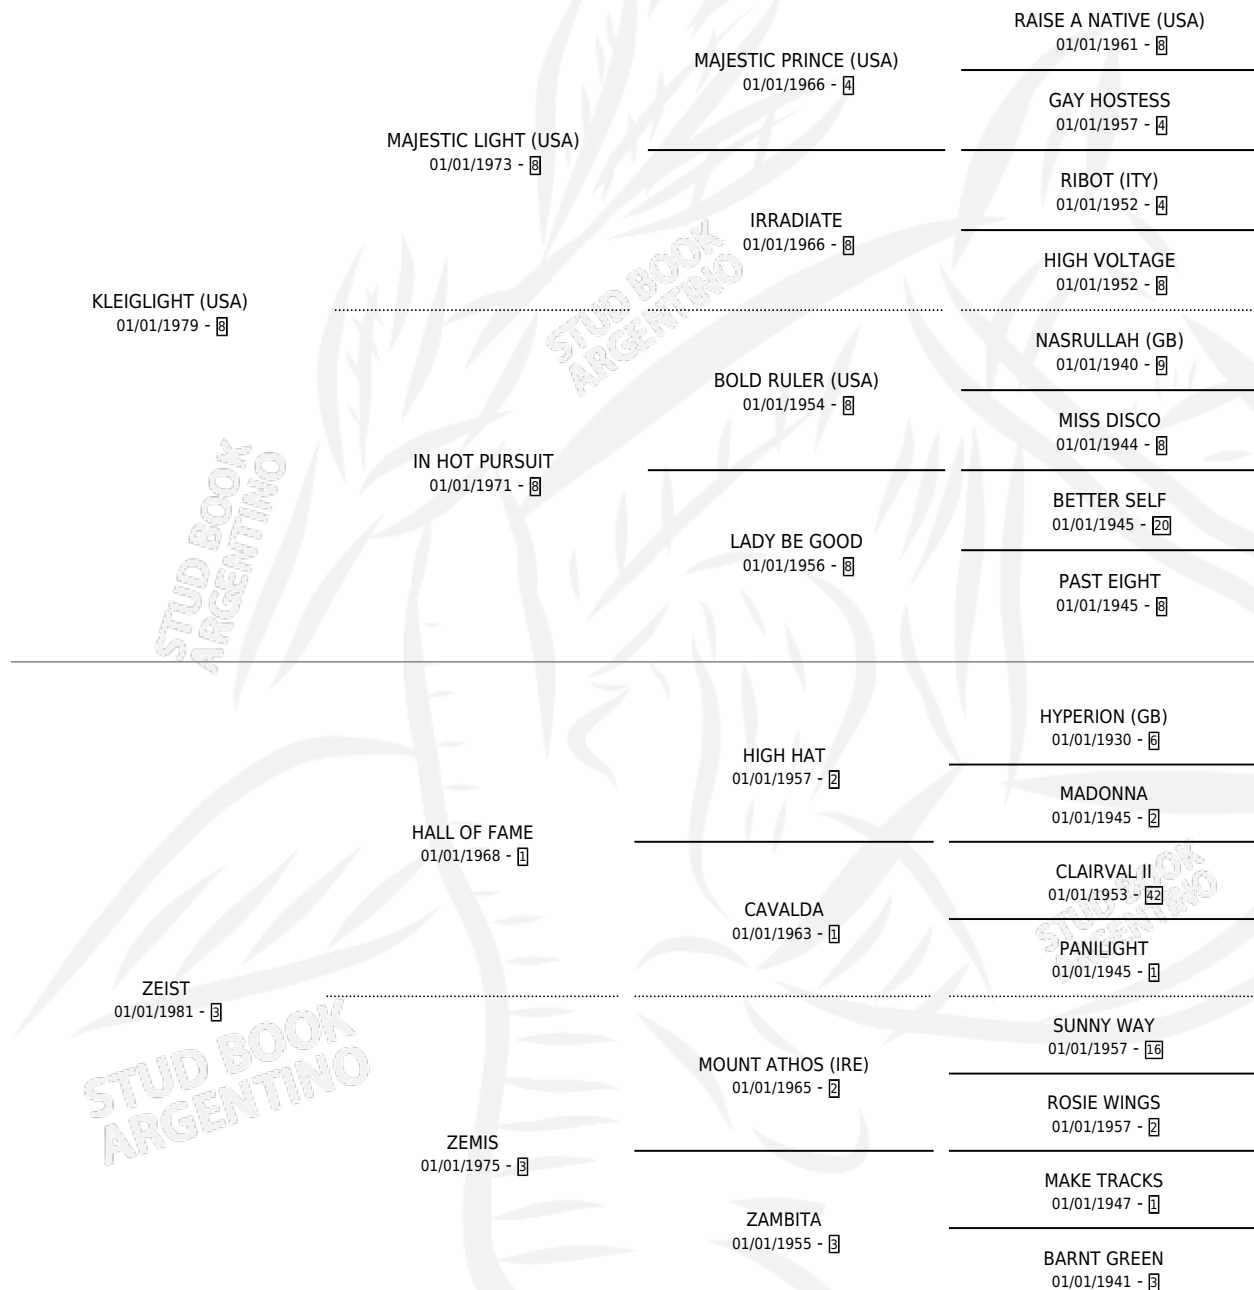 RAISE A NATIVE (USA)
01/01/1961 - 8
MAJESTIC PRINCE (USA)
01/01/1966 - 4
GAY HOSTESS
01/01/1957 - 4
MAJESTIC LIGHT (USA)
01/01/1973 - 8
RIBOT (ITY)
01/01/1952 - 4
IRRADIATE
01/01/1966 - 8
HIGH VOLTAGE
01/01/1952 - 8
KLEIGLIGHT (USA)
01/01/1979 - 8
NASRULLAH (GB)
01/01/1940 - 9
BOLD RULER (USA)
01/01/1954 - 8
MISS DISCO
01/01/1944 - 8
IN HOT PURSUIT
01/01/1971 - 8
BETTER SELF
01/01/1945 - 20
LADY BE GOOD
01/01/1956 - 8
PAST EIGHT
01/01/1945 - 8
HYPERION (GB)
01/01/1930 - 6
HIGH HAT
01/01/1957 - 2
MADONNA
01/01/1945 - 2
HALL OF FAME
01/01/1968 - 1
CLAIRVAL II
01/01/1953 - 42
CAVALDA
01/01/1963 - 1
PANILIGHT
01/01/1945 - 1
ZEIST
01/01/1981 - 3
SUNNY WAY
01/01/1957 - 16
MOUNT ATHOS (IRE)
01/01/1965 - 2
ROSIE WINGS
01/01/1957 - 2
ZEMIS
01/01/1975 - 3
MAKE TRACKS
01/01/1947 - 1
ZAMBITA
01/01/1955 - 3
BARNT GREEN
01/01/1941 - 3
STUD BOOK
ARGENTINO
STUD BOOK
ARGENTINO
STUD BOOK
ARGENTINO
STUD BOOK
ARGENTINO